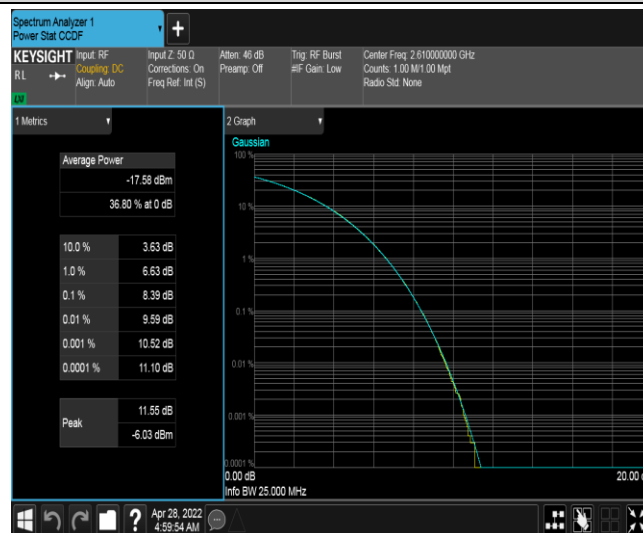 Spectrum Analyzer 1
Power Stat CCDF
+
KEYSIGHT
RL
Input: RF
Coupling: DC
Align: Auto
Input Z: 50 Ω
Corrections: On
Freq Ref: Int (S)
Atten: 46 dB
Preamp: Off
Trig: RF Burst
#IF Gain: Low
Center Freq: 2.610000000 GHz
Counts: 1.00 M/1.00 Mpt
Radio Std: None
1 Metrics
Average Power
-17.58 dBm
36.80 % at 0 dB
10.0 % 3.63 dB
1.0 % 6.63 dB
0.1 % 8.39 dB
0.01 % 9.59 dB
0.001 % 10.52 dB
0.0001 % 11.10 dB
Peak
11.55 dB
-6.03 dBm
2 Graph
Gaussian
100 %
10 %
1 %
0.1 %
0.01 %
0.001 %
0.0001 %
0.00 dB
20.00
Info BW 25.000 MHz
?
Apr 28, 2022
4:59:54 AM